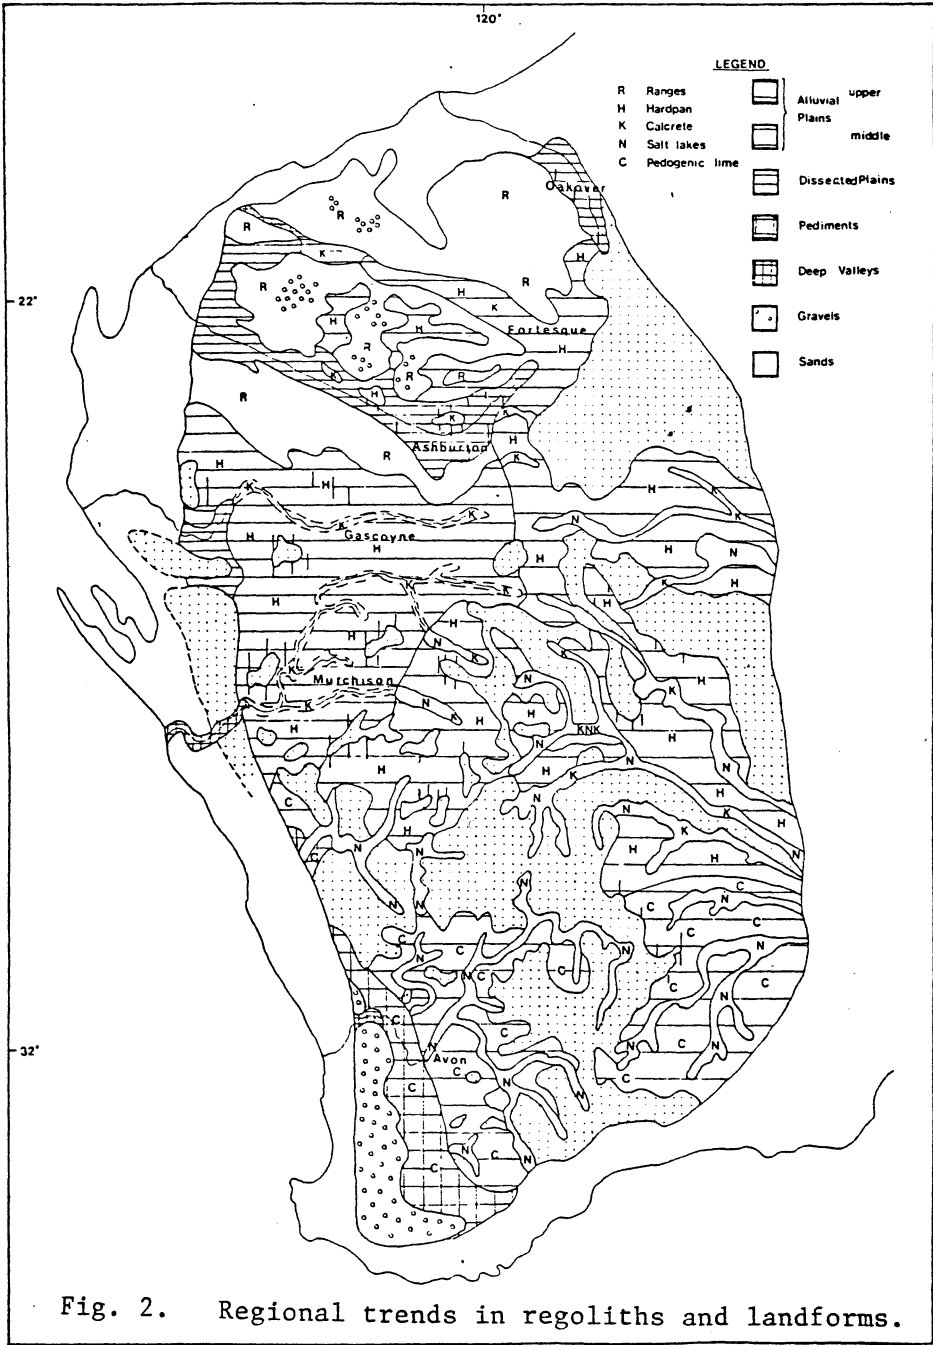 120°
LEGEND
R Ranges
H Hardpan
K Calcrete
N Salt lakes
C Pedogenic lime
Alluvial Plains
upper
middle
Dissected Plains
Pediments
Deep Valleys
Gravels
Sands
R
Oakover
R
R
K
H
22°
R
H
K
R
H
H
Fortesque
R
H
K
R
R
H
R
K
K
H
Ashburton
R
K
H
H
H
K
K
K
K
K
N
K
H
Gascoyne
H
H
H
N
K
H
H
K
K
H
H
H
N
K
K
K
N
H
Murchison
K
K
N
K
H
H
KNK
H
H
N
N
H
H
K
N
N
H
C
N
K
H
H
K
N
H
H
N
C
N
N
H
C
N
N
N
C
C
C
C
N
N
N
N
C
C
C
C
N
C
C
N
Avon
C
N
C
N
C
N
C
N
N
C
C
N
32°
Fig. 2. Regional trends in regoliths and landforms.